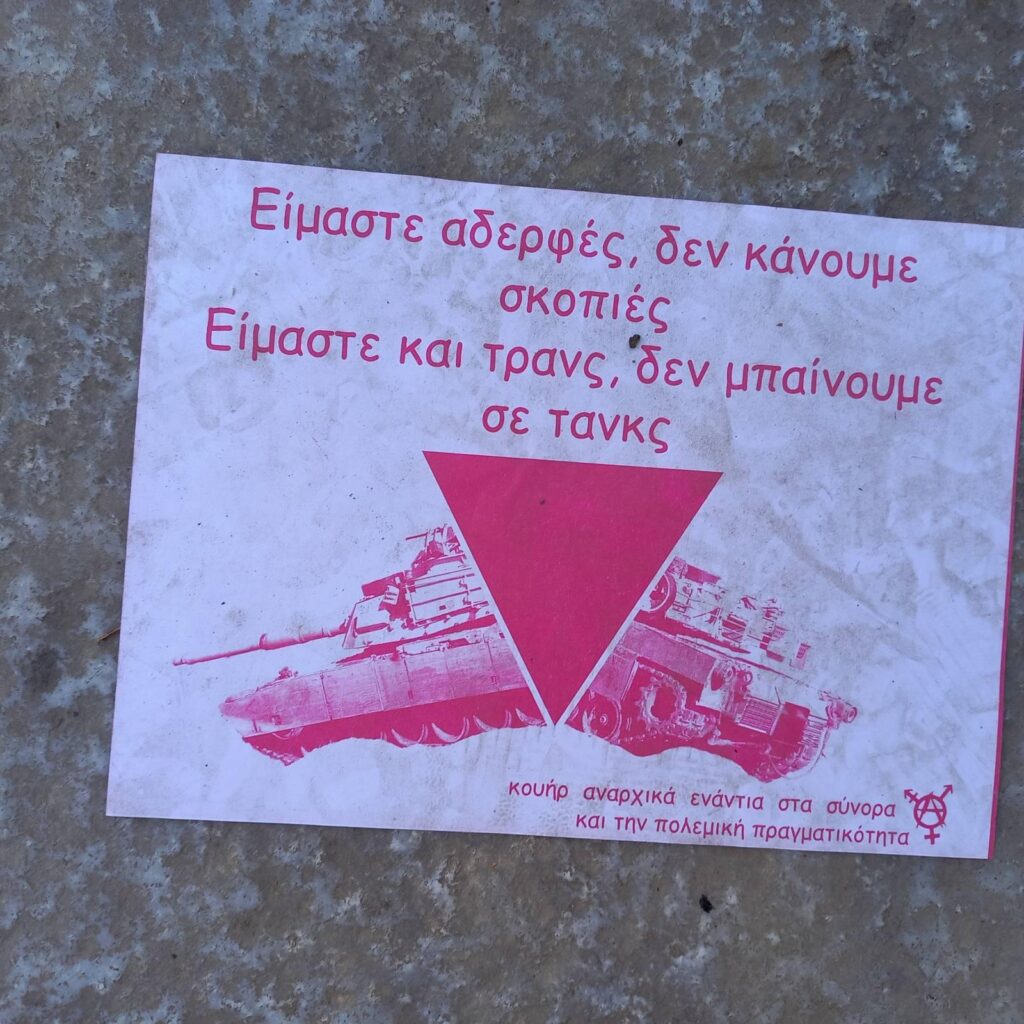 Είμαστε αδερφές, δεν κάνουμε
σκοπιές
Είμαστε και τρανς, δεν μπαίνουμε
σε τανκς
κουήρ αναρχικά ενάντια στα σύνορα
και την πολεμική πραγματικότητα